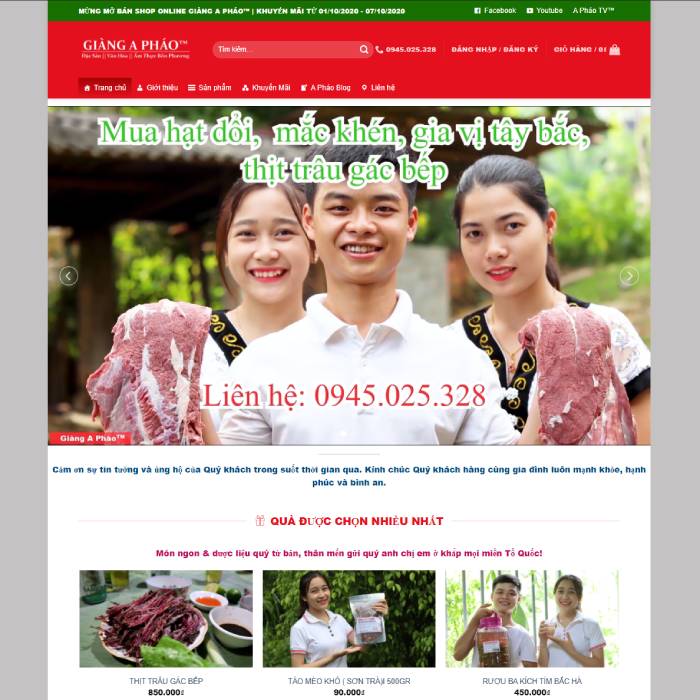 MỪNG MỞ BÁN SHOP ONLINE GIÀNG A PHÁO™ | KHUYẾN MÃI TỪ 01/10/2020 - 07/10/2020
Facebook
Youtube
A Pháo TV™
GIÀNG A PHÁO™
Đặc Sản || Văn Hóa || Ẩm Thực Bốn Phương
Tìm kiếm...
0945.025.328
ĐĂNG NHẬP / ĐĂNG KÝ
GIỎ HÀNG / 0₫
Trang chủ
Giới thiệu
Sản phẩm
Khuyến Mãi
A Pháo Blog
Liên hệ
Mua hạt dổi, mắc khén, gia vị tây bắc,
thịt trâu gác bếp
Liên hệ: 0945.025.328
Giàng A Pháo™
Cảm ơn sự tin tưởng và ủng hộ của Quý khách trong suốt thời gian qua. Kính chúc Quý khách hàng cùng gia đình luôn mạnh khỏe, hạnh
phúc và bình an.
QUÀ ĐƯỢC CHỌN NHIỀU NHẤT
Món ngon & dược liệu quý từ bản, thân mến gửi quý anh chị em ở khắp mọi miền Tổ Quốc!
THỊT TRÂU GÁC BẾP
850.000₫
TÁO MÈO KHÔ ( SƠN TRÀ)I 500GR
90.000₫
RƯỢU BA KÍCH TÍM BẮC HÀ
450.000₫